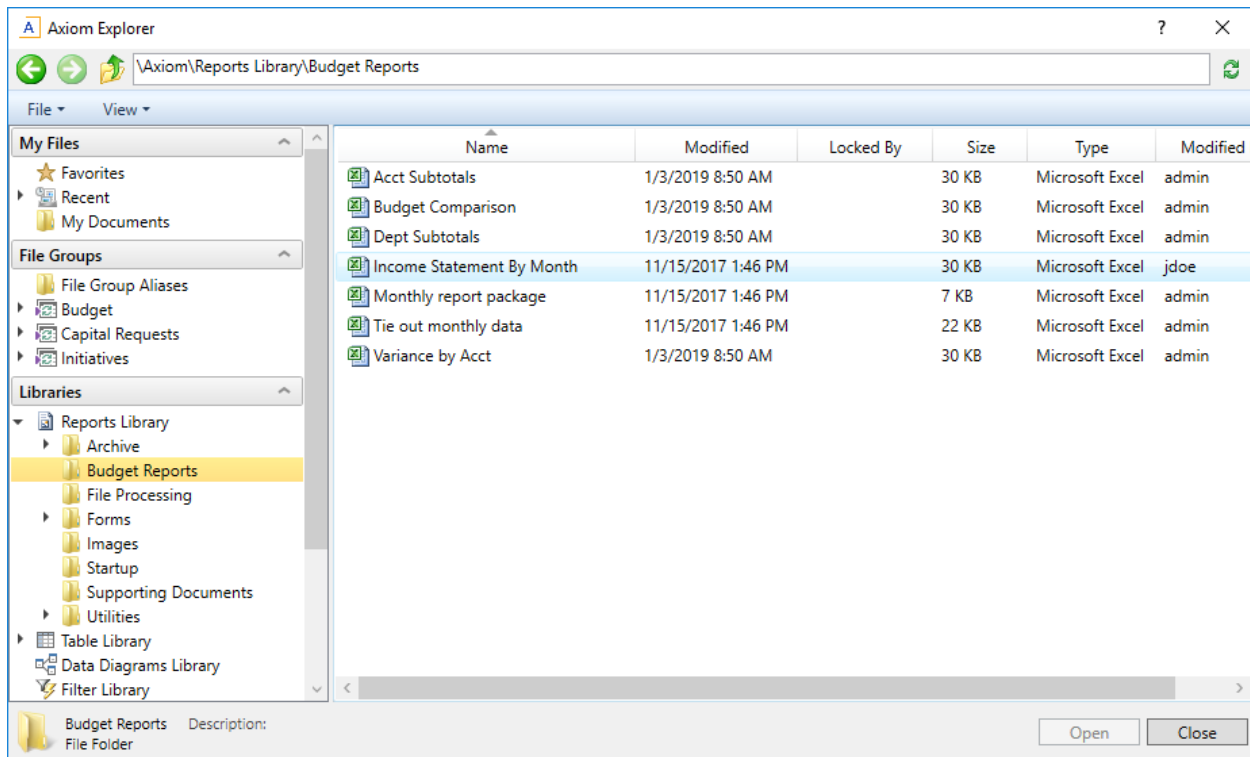 A Axiom Explorer ?
\Axiom\Reports Library\Budget Reports
File View
My Files
Favorites
Recent
My Documents
File Groups
File Group Aliases
Budget
Capital Requests
Initiatives
Libraries
Reports Library
Archive
Budget Reports
File Processing
Forms
Images
Startup
Supporting Documents
Utilities
Table Library
Data Diagrams Library
Filter Library
Name Modified Locked By Size Type Modified
Acct Subtotals 1/3/2019 8:50 AM 30 KB Microsoft Excel admin
Budget Comparison 1/3/2019 8:50 AM 30 KB Microsoft Excel admin
Dept Subtotals 1/3/2019 8:50 AM 30 KB Microsoft Excel admin
Income Statement By Month 11/15/2017 1:46 PM 30 KB Microsoft Excel jdoe
Monthly report package 11/15/2017 1:46 PM 7 KB Microsoft Excel admin
Tie out monthly data 11/15/2017 1:46 PM 22 KB Microsoft Excel admin
Variance by Acct 1/3/2019 8:50 AM 30 KB Microsoft Excel admin
Budget Reports Description:
File Folder
Open Close